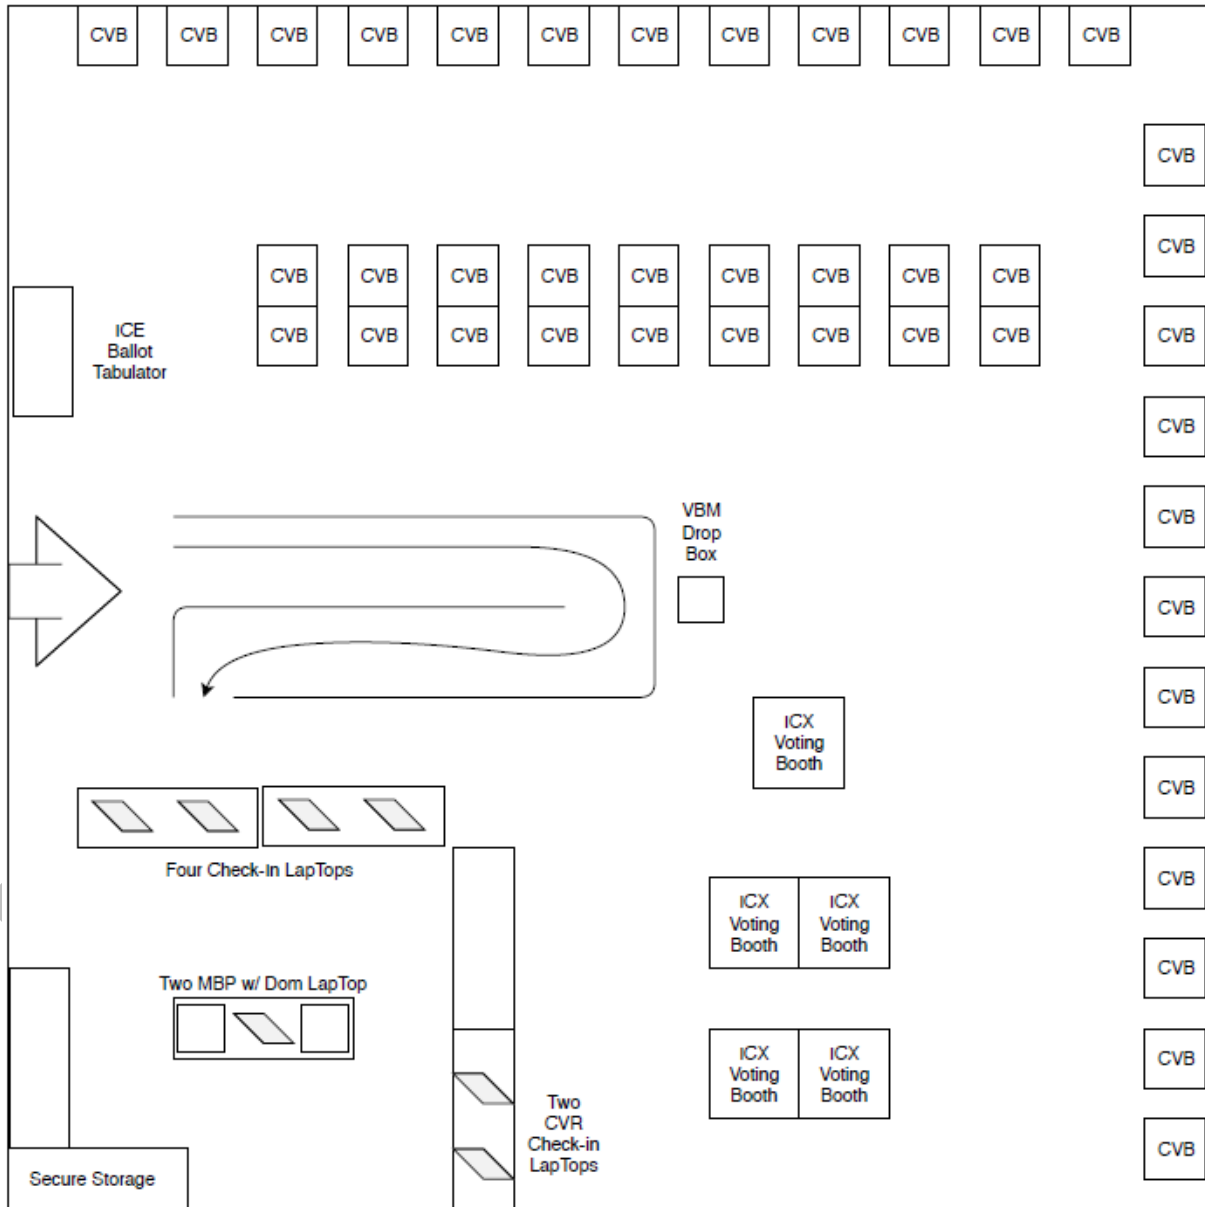 CVB CVB CVB CVB CVB CVB CVB CVB CVB CVB CVB CVB
CVB
CVB
CVB CVB CVB CVB CVB CVB CVB CVB CVB
CVB CVB CVB CVB CVB CVB CVB CVB CVB
CVB
ICE
Ballot
Tabulator
CVB
VBM
Drop
Box
CVB
CVB
CVB
ICX
Voting
Booth
CVB
Four Check-in LapTops
CVB
ICX
Voting
Booth
ICX
Voting
Booth
CVB
Two MBP w/ Dom LapTop
ICX
Voting
Booth
ICX
Voting
Booth
CVB
Two
CVR
Check-in
LapTops
CVB
Secure Storage